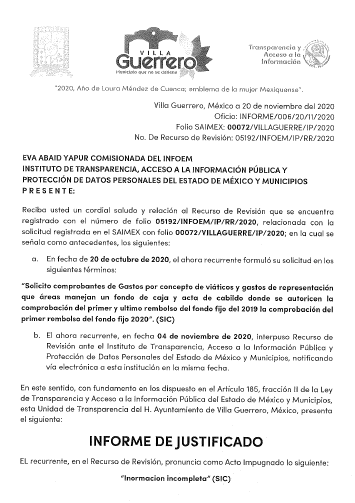 VILLA
Guerrero
Municipio que no se detiene
Transparencia y
Acceso a la
Información
"2020, Año de Laura Méndez de Cuenca; emblema de la mujer Mexiquense".
Villa Guerrero, México a 20 de noviembre del 2020
Oficio: INFORME/006/20/11/2020
Folio SAIMEX: 00072/VILLAGUERRE/IP/2020
No. De Recurso de Revisión: 05192/INFOEM/IP/RR/2020
EVA ABAID YAPUR COMISIONADA DEL INFOEM
INSTITUTO DE TRANSPARENCIA, ACCESO A LA INFORMACIÓN PÚBLICA Y
PROTECCIÓN DE DATOS PERSONALES DEL ESTADO DE MÉXICO Y MUNICIPIOS
P R E S E N T E :
Reciba usted un cordial saludo y relación al Recurso de Revisión que se encuentra
registrado con el número de folio 05192/INFOEM/IP/RR/2020, relacionada con la
solicitud registrada en el SAIMEX con folio 00072/VILLAGUERRE/IP/2020; en la cual se
señala como antecedentes, los siguientes:
a. En fecha de 20 de octubre de 2020, el ahora recurrente formuló su solicitud en los
siguientes términos:
"Solicito comprobantes de Gastos por concepto de viáticos y gastos de representación
que áreas manejan un fondo de caja y acta de cabildo donde se autoricen la
comprobación del primer y ultimo rembolso del fondo fijo del 2019 la comprobación del
primer rembolso del fondo fijo 2020". (SIC)
b. El ahora recurrente, en fecha 04 de noviembre de 2020, interpuso Recurso de
Revisión ante el Instituto de Transparencia, Acceso a la Información Pública y
Protección de Datos Personales del Estado de México y Municipios, notificando
vía electrónica a esta institución en la misma fecha.
En este sentido, con fundamento en los dispuesto en el Artículo 185, fracción II de la Ley
de Transparencia y Acceso a la Información Pública del Estado de México y Municipios,
esta Unidad de Transparencia del H. Ayuntamiento de Villa Guerrero, México, presenta
el siguiente:
INFORME DE JUSTIFICADO
EL recurrente, en el Recurso de Revisión, pronuncia como Acto Impugnado lo siguiente:
"Inormacion incompleta" (SIC)